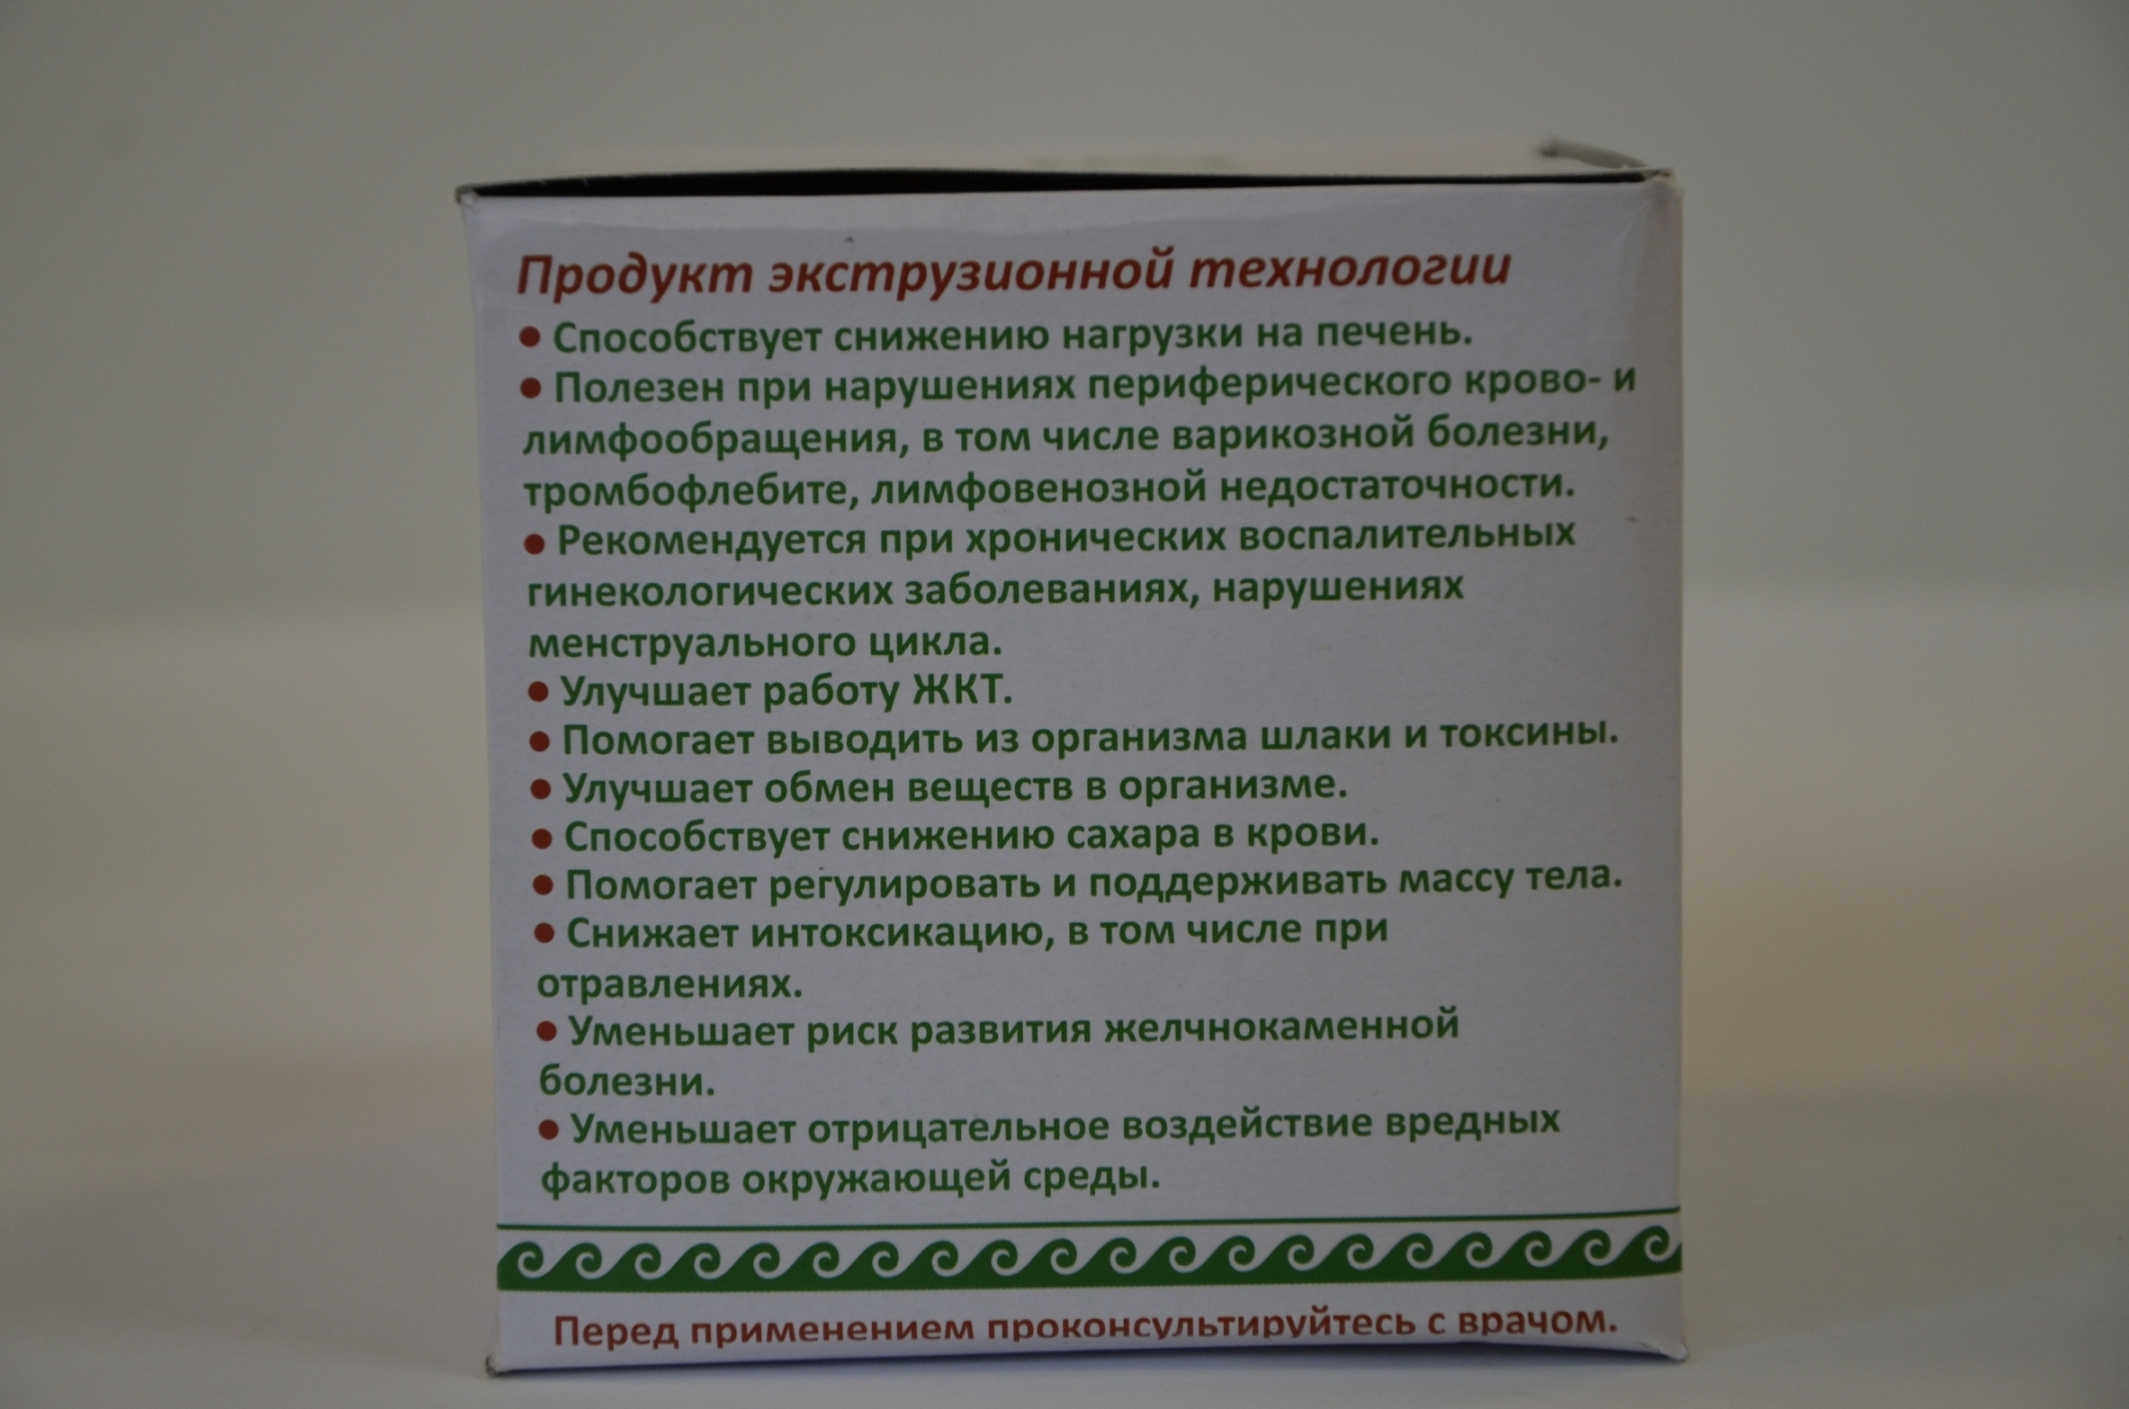 Продукт экструзионной технологии
• Способствует снижению нагрузки на печень.
• Полезен при нарушениях периферического крово- и
лимфообращения, в том числе варикозной болезни,
тромбофлебите, лимфовенозной недостаточности.
• Рекомендуется при хронических воспалительных
гинекологических заболеваниях, нарушениях
менструального цикла.
• Улучшает работу ЖКТ.
• Помогает выводить из организма шлаки и токсины.
• Улучшает обмен веществ в организме.
• Способствует снижению сахара в крови.
• Помогает регулировать и поддерживать массу тела.
• Снижает интоксикацию, в том числе при
отравлениях.
• Уменьшает риск развития желчнокаменной
болезни.
• Уменьшает отрицательное воздействие вредных
факторов окружающей среды.
Перед применением проконсультируйтесь с врачом.